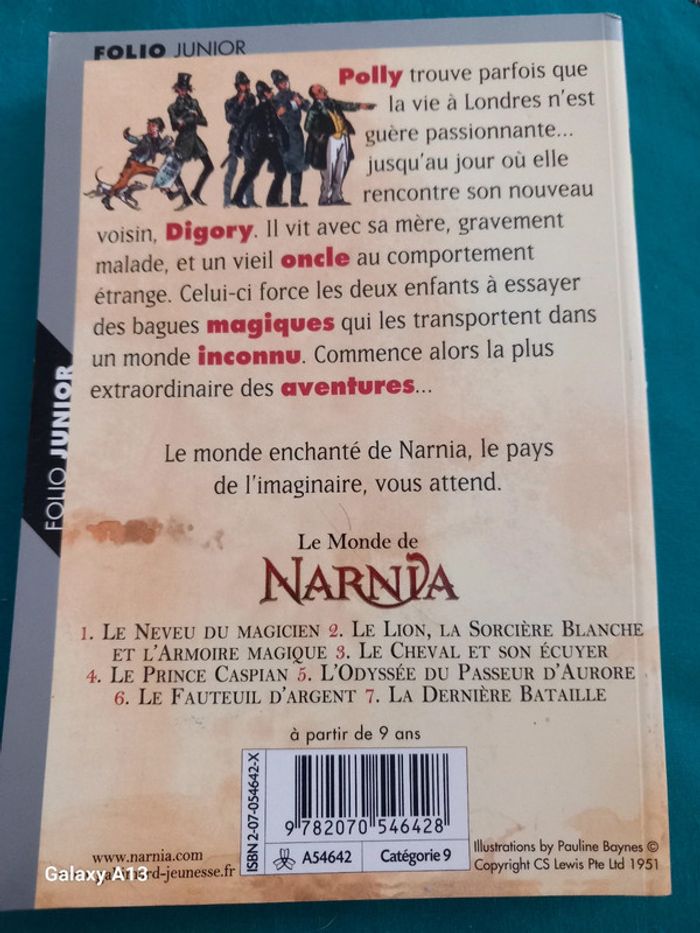 FOLIO JUNIOR
Polly trouve parfois que
la vie à Londres n'est
guère passionnante...
jusqu'au jour où elle
rencontre son nouveau
voisin, Digory. Il vit avec sa mère, gravement
malade, et un vieil oncle au comportement
étrange. Celui-ci force les deux enfants à essayer
des bagues magiques qui les transportent dans
un monde inconnu. Commence alors la plus
extraordinaire des aventures...
FOLIO JUNIOR
Le monde enchanté de Narnia, le pays
de l'imaginaire, vous attend.
Le Monde de
NARNIA
1. LE NEVEU DU MAGICIEN 2. LE LION, LA SORCIÈRE BLANCHE
ET L'ARMOIRE MAGIQUE 3. LE CHEVAL ET SON ÉCUYER
4. LE PRINCE CASPIAN 5. L'ODYSSÉE DU PASSEUR D'AURORE
6. LE FAUTEUIL D'ARGENT 7. LA DERNIÈRE BATAILLE
à partir de 9 ans
ISBN 2-07-054642-X
9 782070 546428
A54642 Catégorie 9
www.narnia.com
Illustrations by Pauline Baynes ©
Copyright CS Lewis Pte Ltd 1951
Galaxy A13